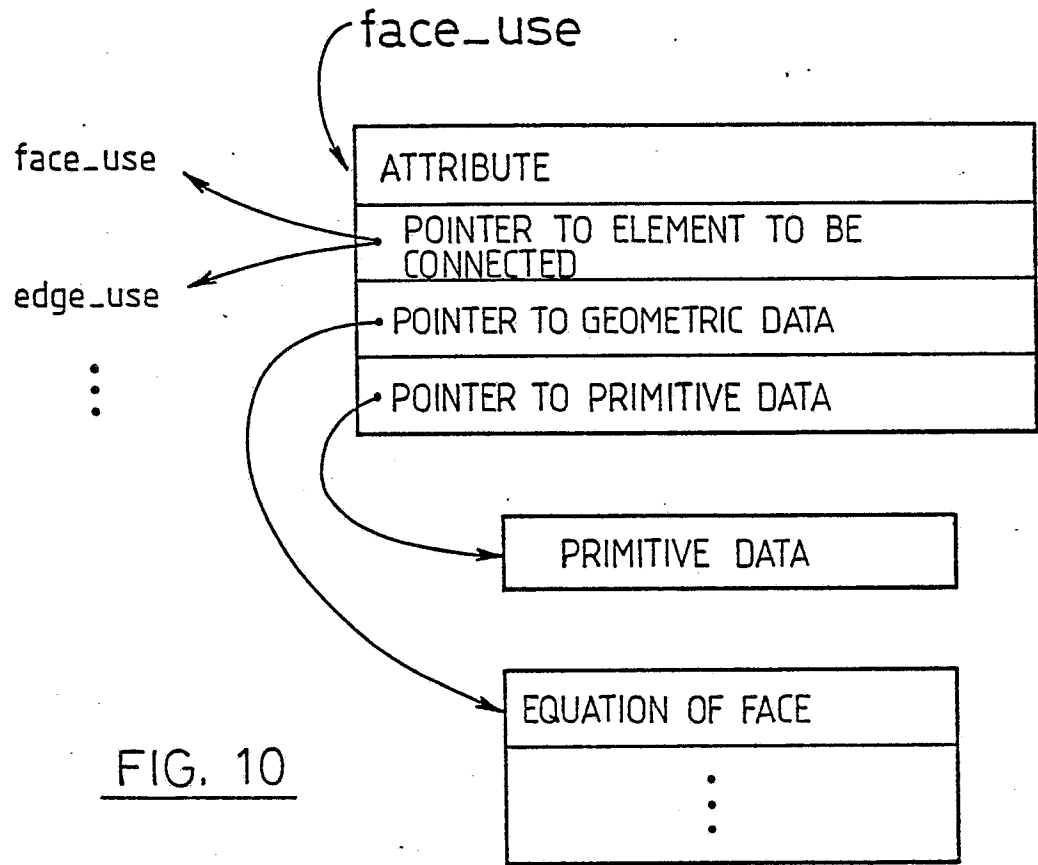 face_use
face_use
edge_use
ATTRIBUTE
POINTER TO ELEMENT TO BE
CONNECTED
POINTER TO GEOMETRIC DATA
POINTER TO PRIMITIVE DATA
PRIMITIVE DATA
EQUATION OF FACE
FIG. 10